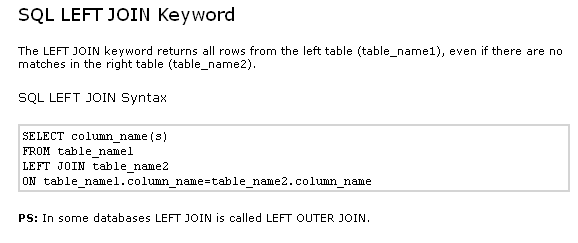 SQL LEFT JOIN Keyword
The LEFT JOIN keyword returns all rows from the left table (table_name1), even if there are no
matches in the right table (table_name2).
SQL LEFT JOIN Syntax
SELECT column_name(s)
FROM table_name1
LEFT JOIN table_name2
ON table_name1.column_name=table_name2.column_name
PS: In some databases LEFT JOIN is called LEFT OUTER JOIN.